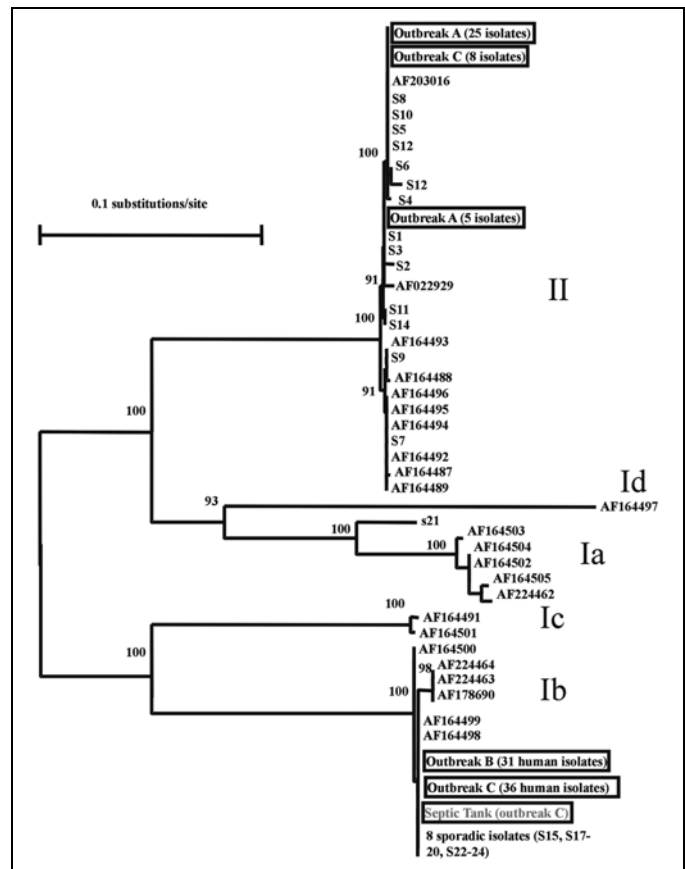 Outbreak A (25 isolates)
Outbreak C (8 isolates)
AF203016
S8
S10
S5
S12
100
S6
S12
S4
0.1 substitutions/site
Outbreak A (5 isolates)
S1
S3
S2
91
AF022929
II
S11
100
S14
AF164493
S9
AF164488
91
AF164496
AF164495
100
AF164494
S7
AF164492
AF164487
AF164489
Id
93
AF164497
s21
100
AF164503
100
AF164504
Ia
AF164502
AF164505
AF224462
100
Ic
AF164491
AF164501
100
AF164500
98
AF224464
AF224463
100
AF178690
Ib
AF164499
AF164498
Outbreak B (31 human isolates)
Outbreak C (36 human isolates)
Septic Tank (outbreak C)
8 sporadic isolates (S15, S17-
20, S22-24)